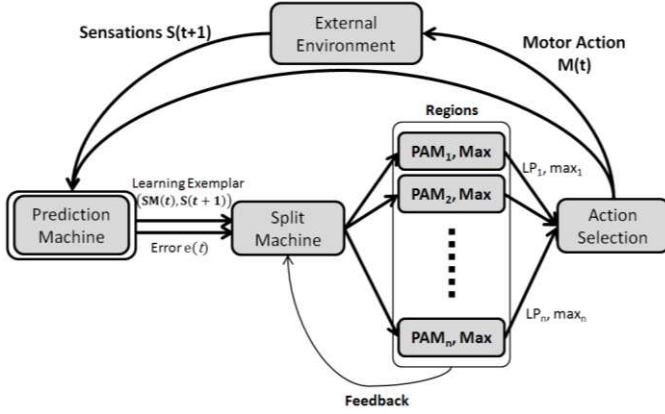 Sensations S(t+1)
External
Environment
Motor Action
M(t)
Regions
PAM₁, Max
LP₁, max₁
Learning Exemplar
(SM(t), S(t + 1))
PAM₂, Max
Prediction
Machine
Split
Machine
Action
Selection
Error e(t)
LPₙ, maxₙ
PAMₙ, Max
Feedback